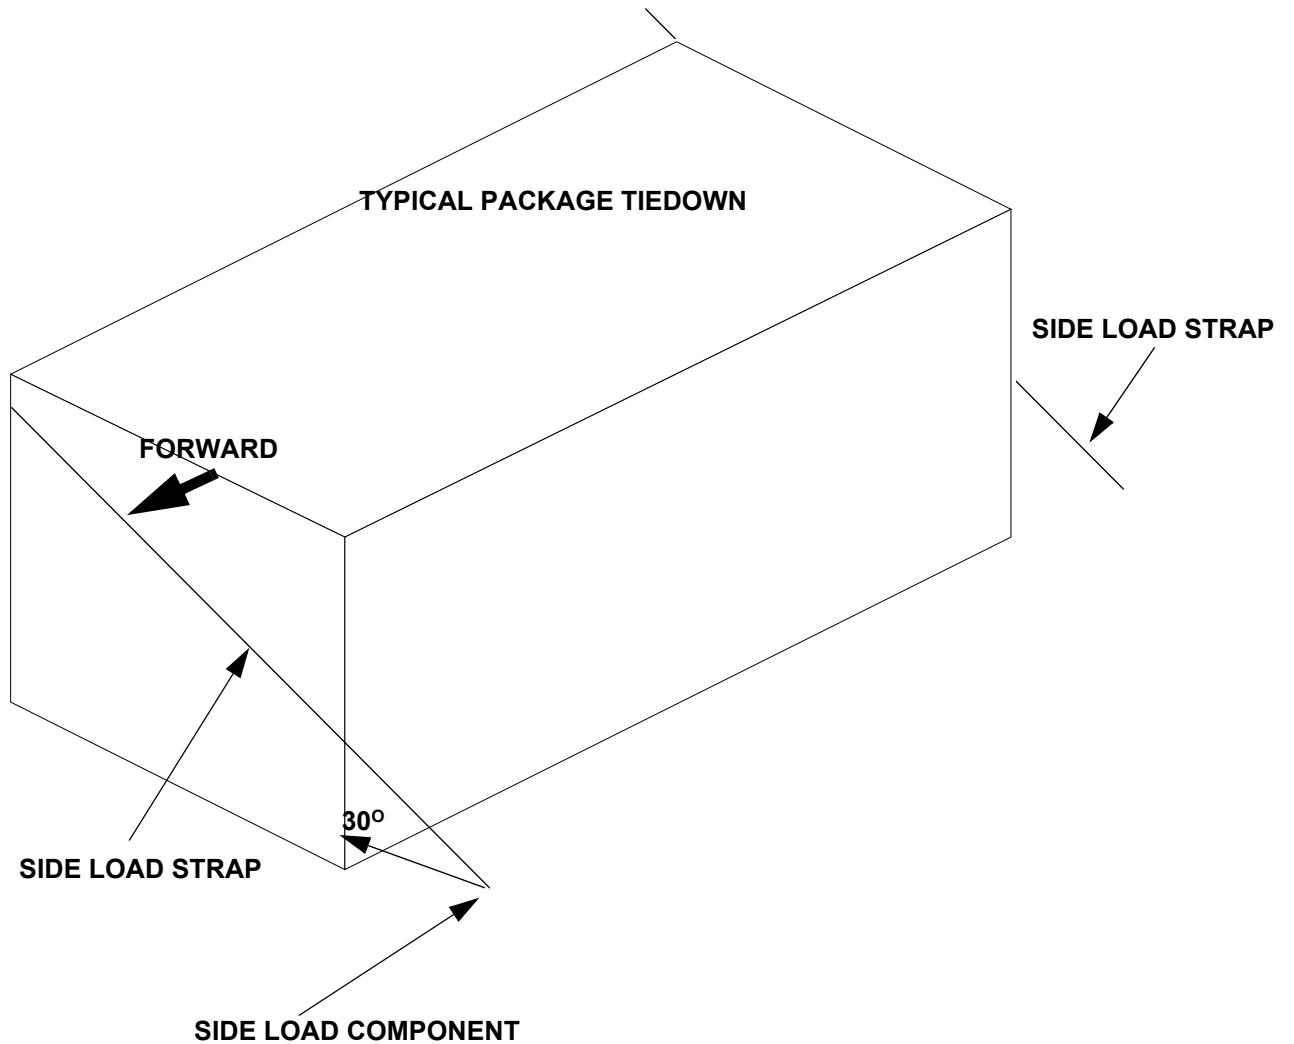 TYPICAL PACKAGE TIEDOWN
SIDE LOAD STRAP
FORWARD
30º
SIDE LOAD STRAP
SIDE LOAD COMPONENT